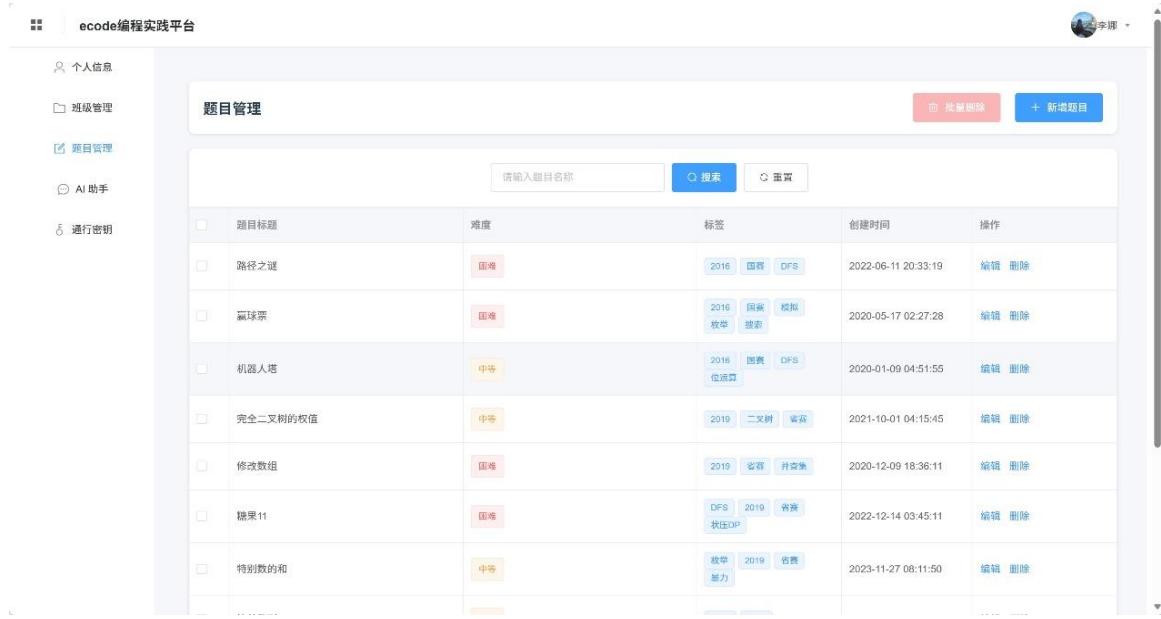 ecode编程实践平台
李娜
个人信息
班级管理
题目管理
AI 助手
通行密钥
题目管理
批量删除
+ 新增题目
请输入题目名称
搜索
重置
题目标题 难度 标签 创建时间 操作
路径之谜 困难 2016 国赛 DFS 2022-06-11 20:33:19 编辑 删除
赢球票 困难 2016 国赛 模拟 2020-05-17 02:27:28 编辑 删除
枚举 搜索
机器人塔 中等 2016 国赛 DFS 2020-01-09 04:51:55 编辑 删除
位运算
完全二叉树的权值 中等 2019 二叉树 省赛 2021-10-01 04:15:45 编辑 删除
修改数组 困难 2019 省赛 并查集 2020-12-09 18:36:11 编辑 删除
糖果11 困难 DFS 2019 省赛 2022-12-14 03:45:11 编辑 删除
状压DP
特别数的和 中等 枚举 2019 省赛 2023-11-27 08:11:50 编辑 删除
暴力